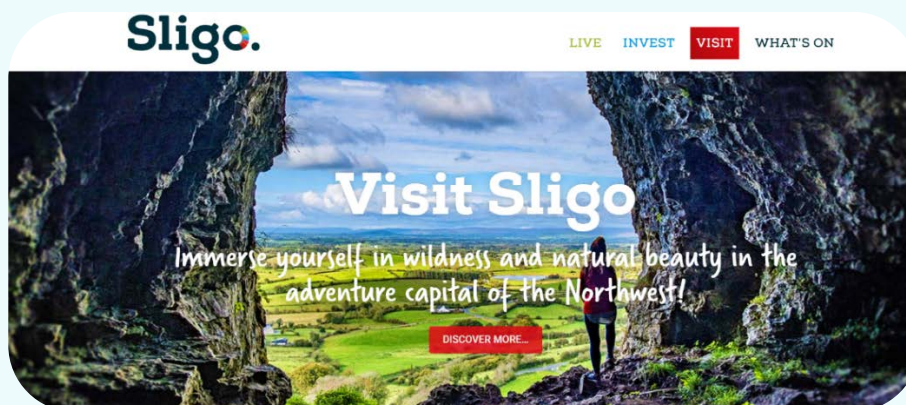 Sligo.
LIVE INVEST VISIT WHAT'S ON
Visit Sligo
Immerse yourself in wildness and natural beauty in the
adventure capital of the Northwest!
DISCOVER MORE...